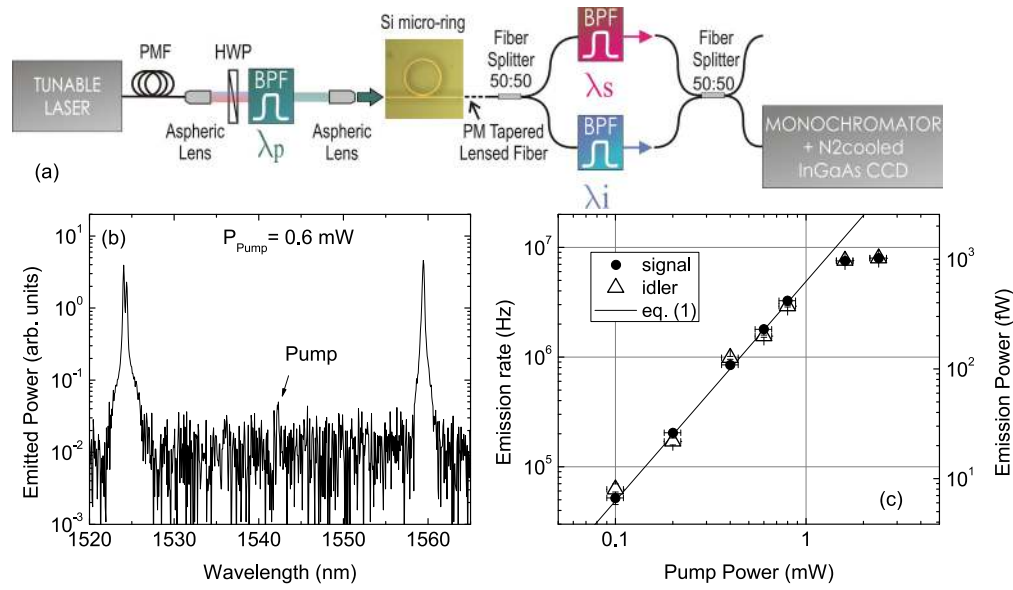 PMF
HWP
Si micro-ring
TUNABLE
LASER
BPF
λp
Aspheric
Lens
Aspheric
Lens
PM Tapered
Lensed Fiber
Fiber
Splitter
50:50
BPF
λs
BPF
λi
Fiber
Splitter
50:50
MONOCHROMATOR
+ N2cooled
InGaAs CCD
(a)
(b)
P Pump = 0.6 mW
Pump
10^1
10^0
10^-1
10^-2
10^-3
Emitted Power (arb. units)
1520 1530 1540 1550 1560
Wavelength (nm)
10^7
10^6
10^5
Emission rate (Hz)
signal
idler
eq. (1)
(c)
10^3
10^2
10^1
Emission Power (fW)
0.1 1
Pump Power (mW)